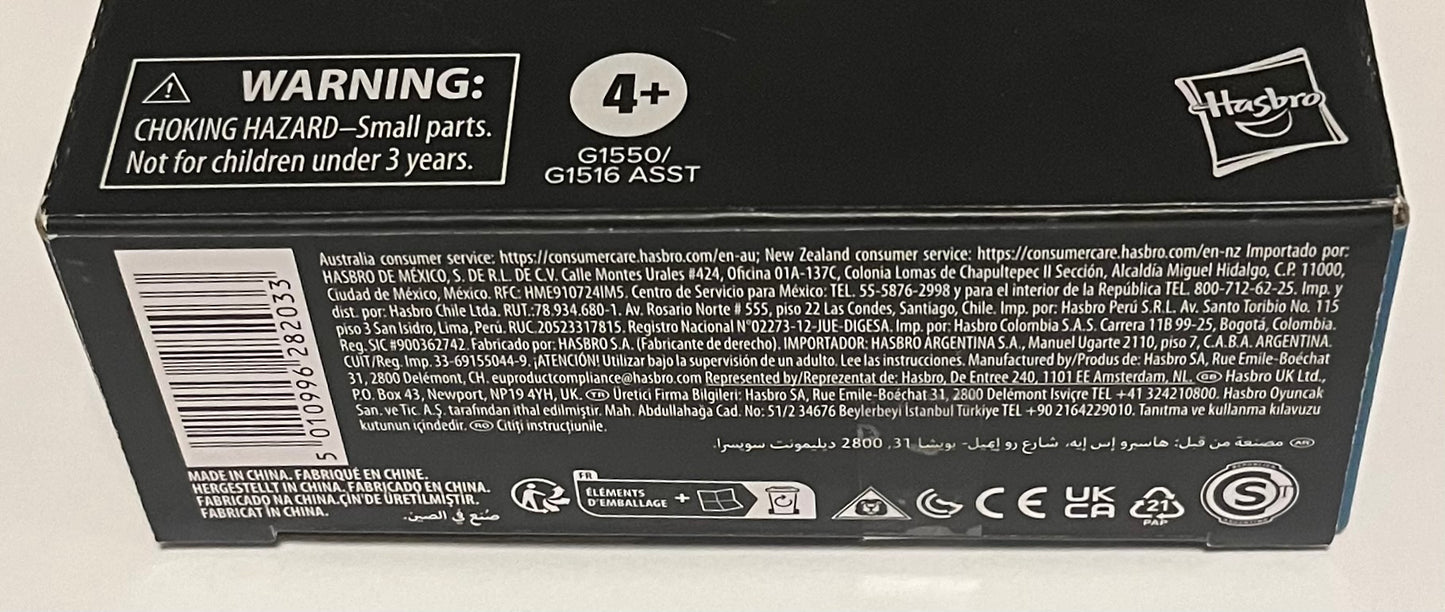 WARNING:
CHOKING HAZARD–Small parts.
Not for children under 3 years.
4+
G1550/
G1516 ASST
Hasbro
5 010996 282033
Australia consumer service: https://consumercare.hasbro.com/en-au; New Zealand consumer service: https://consumercare.hasbro.com/en-nz Importado por:
HASBRO DE MÉXICO, S. DE R.L. DE C.V. Calle Montes Urales #424, Oficina 01A-137C, Colonia Lomas de Chapultepec II Sección, Alcaldía Miguel Hidalgo, C.P. 11000,
Ciudad de México, México. RFC: HME910724IM5. Centro de Servicio para México: TEL. 55-5876-2998 y para el interior de la República TEL. 800-712-62-25. Imp. y
dist. por: Hasbro Chile Ltda. RUT.:78.934.680-1. Av. Rosario Norte # 555, piso 22 Las Condes, Santiago, Chile. Imp. por: Hasbro Perú S.R.L. Av. Santo Toribio No. 115
piso 3 San Isidro, Lima, Perú. RUC.20523317815. Registro Nacional N°02273-12-JUE-DIGESA. Imp. por: Hasbro Colombia S.A.S. Carrera 11B 99-25, Bogotá, Colombia.
Reg. SIC #900362742. Fabricado por: HASBRO S.A. (Fabricante de derecho). IMPORTADOR: HASBRO ARGENTINA S.A., Manuel Ugarte 2110, piso 7, C.A.B.A. ARGENTINA.
CUIT/Reg. Imp. 33-69155044-9. ¡ATENCIÓN! Utilizar bajo la supervisión de un adulto. Lee las instrucciones. Manufactured by/Produs de: Hasbro SA, Rue Emile-Boéchat
31, 2800 Delémont, CH. euproductcompliance@hasbro.com Represented by/Reprezentat de: Hasbro, De Entree 240, 1101 EE Amsterdam, NL. GB Hasbro UK Ltd.,
P.O. Box 43, Newport, NP19 4YH, UK. TR Üretici Firma Bilgileri: Hasbro SA, Rue Emile-Boéchat 31, 2800 Delémont İsviçre TEL +41 324210800. Hasbro Oyuncak
San. ve Tic. A.Ş. tarafından ithal edilmiştir. Mah. Abdullahağa Cad. No: 51/2 34676 Beylerbeyi İstanbul Türkiye TEL +90 2164229010. Tanıtma ve kullanma kılavuzu
kutunun içindedir. RO Citiți instrucțiunile.
AR مصنعة من قبل: هاسبرو إس إيه، شارع رو إميل- بويشا 31، 2800 ديليمونت سويسرا.
MADE IN CHINA. FABRIQUÉ EN CHINE.
HERGESTELLT IN CHINA. FABRICADO EN CHINA.
FABRICADO NA CHINA.ÇİN'DE ÜRETİLMİŞTİR.
FABRICAT ÎN CHINA.
صُنع في الصين.
FR
ÉLÉMENTS
D'EMBALLAGE +
CE
UK
CA
21
PAP
S